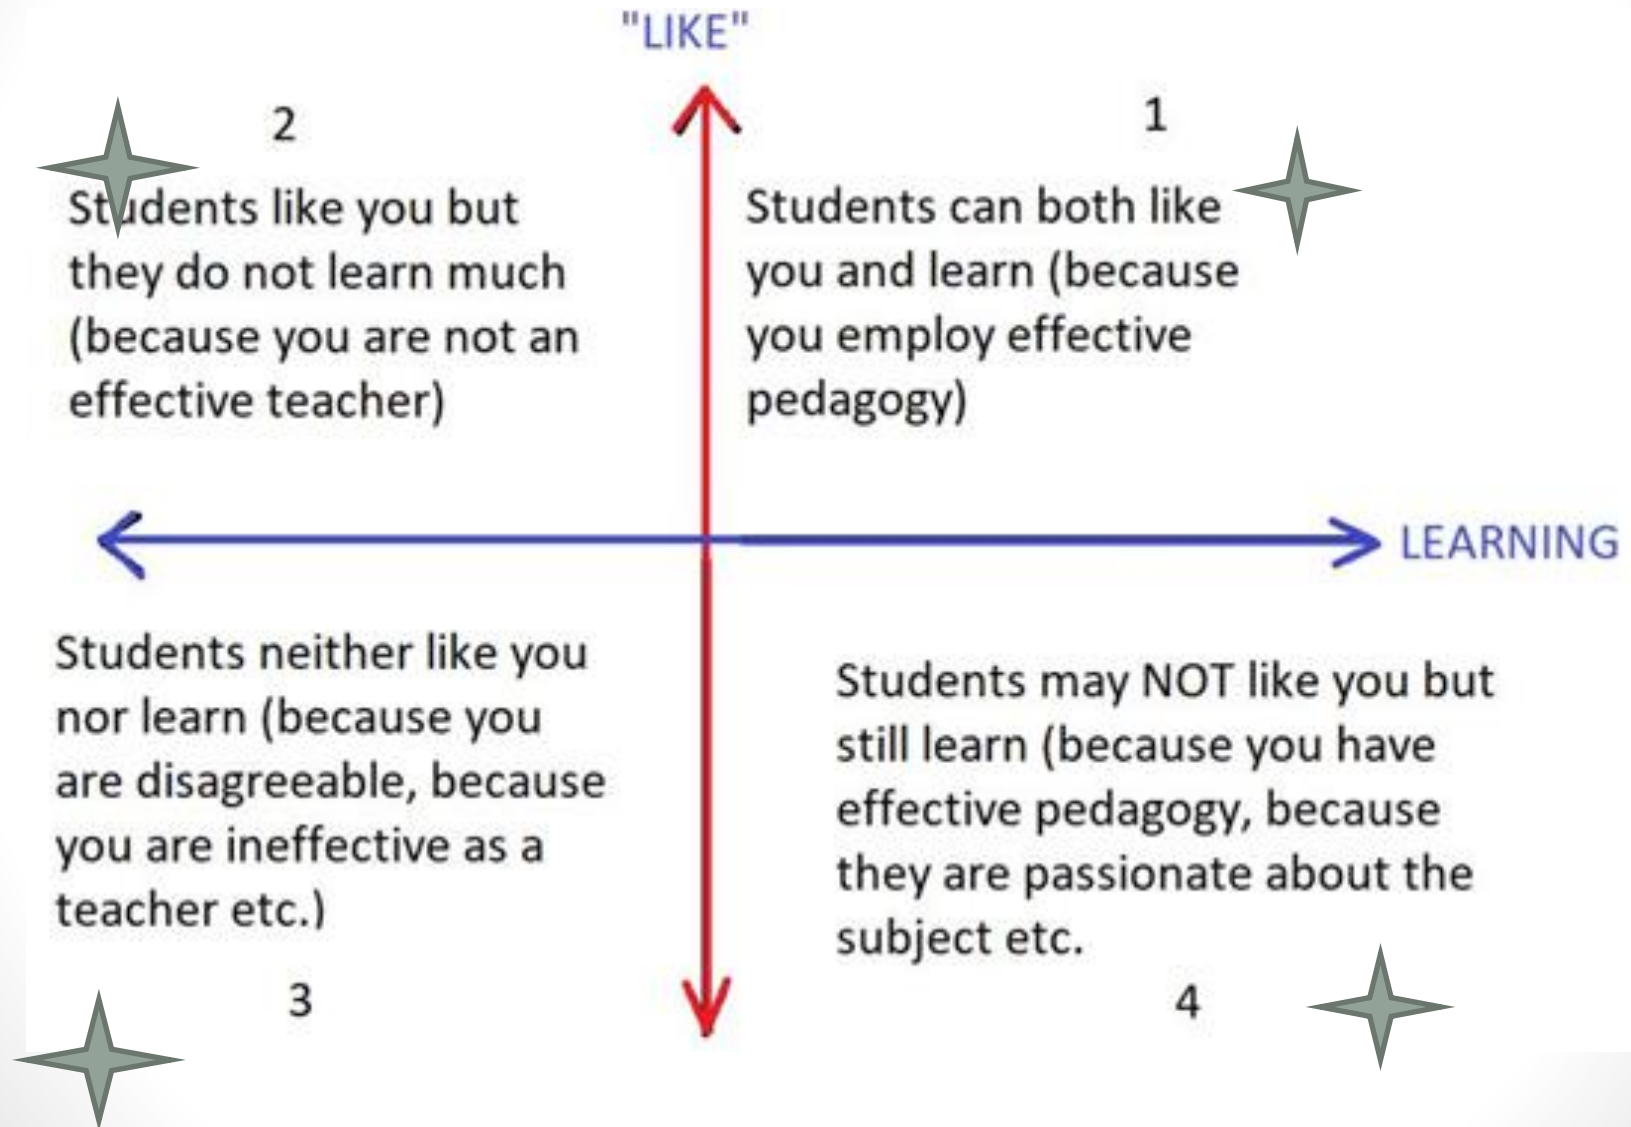 "LIKE"
2
Students like you but
they do not learn much
(because you are not an
effective teacher)
1
Students can both like
you and learn (because
you employ effective
pedagogy)
LEARNING
Students neither like you
nor learn (because you
are disagreeable, because
you are ineffective as a
teacher etc.)
3
Students may NOT like you but
still learn (because you have
effective pedagogy, because
they are passionate about the
subject etc.
4